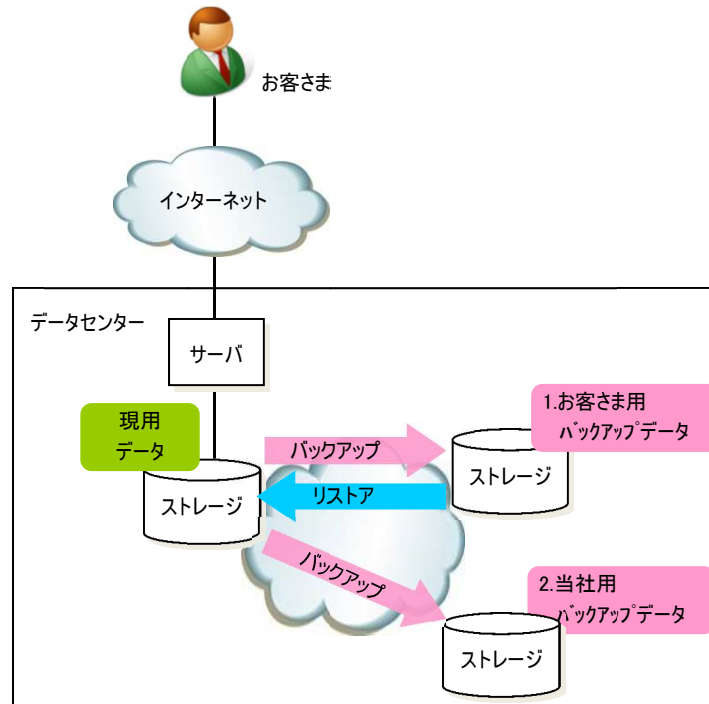 お客さま
インターネット
データセンター
サーバ
現用
データ
1.お客さま用
バックアップデータ
バックアップ
ストレージ
リストア
ストレージ
バックアップ
2.当社用
バックアップデータ
ストレージ